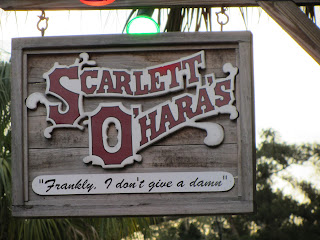 SCARLETT
O'HARA'S
"Frankly, I don't give a damn"